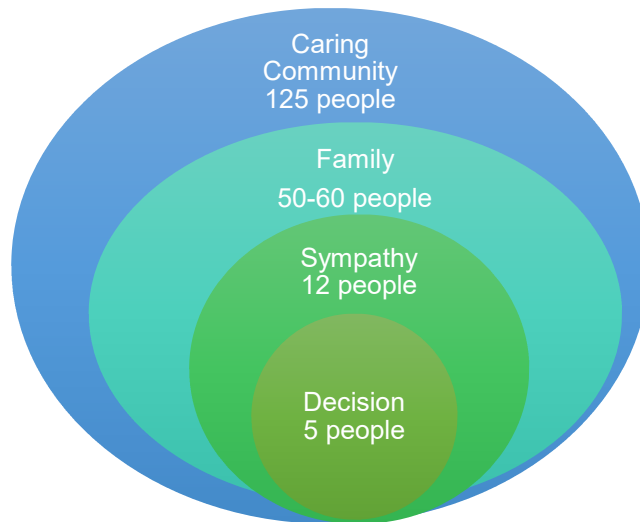 Caring
Community
125 people
Family
50-60 people
Sympathy
12 people
Decision
5 people